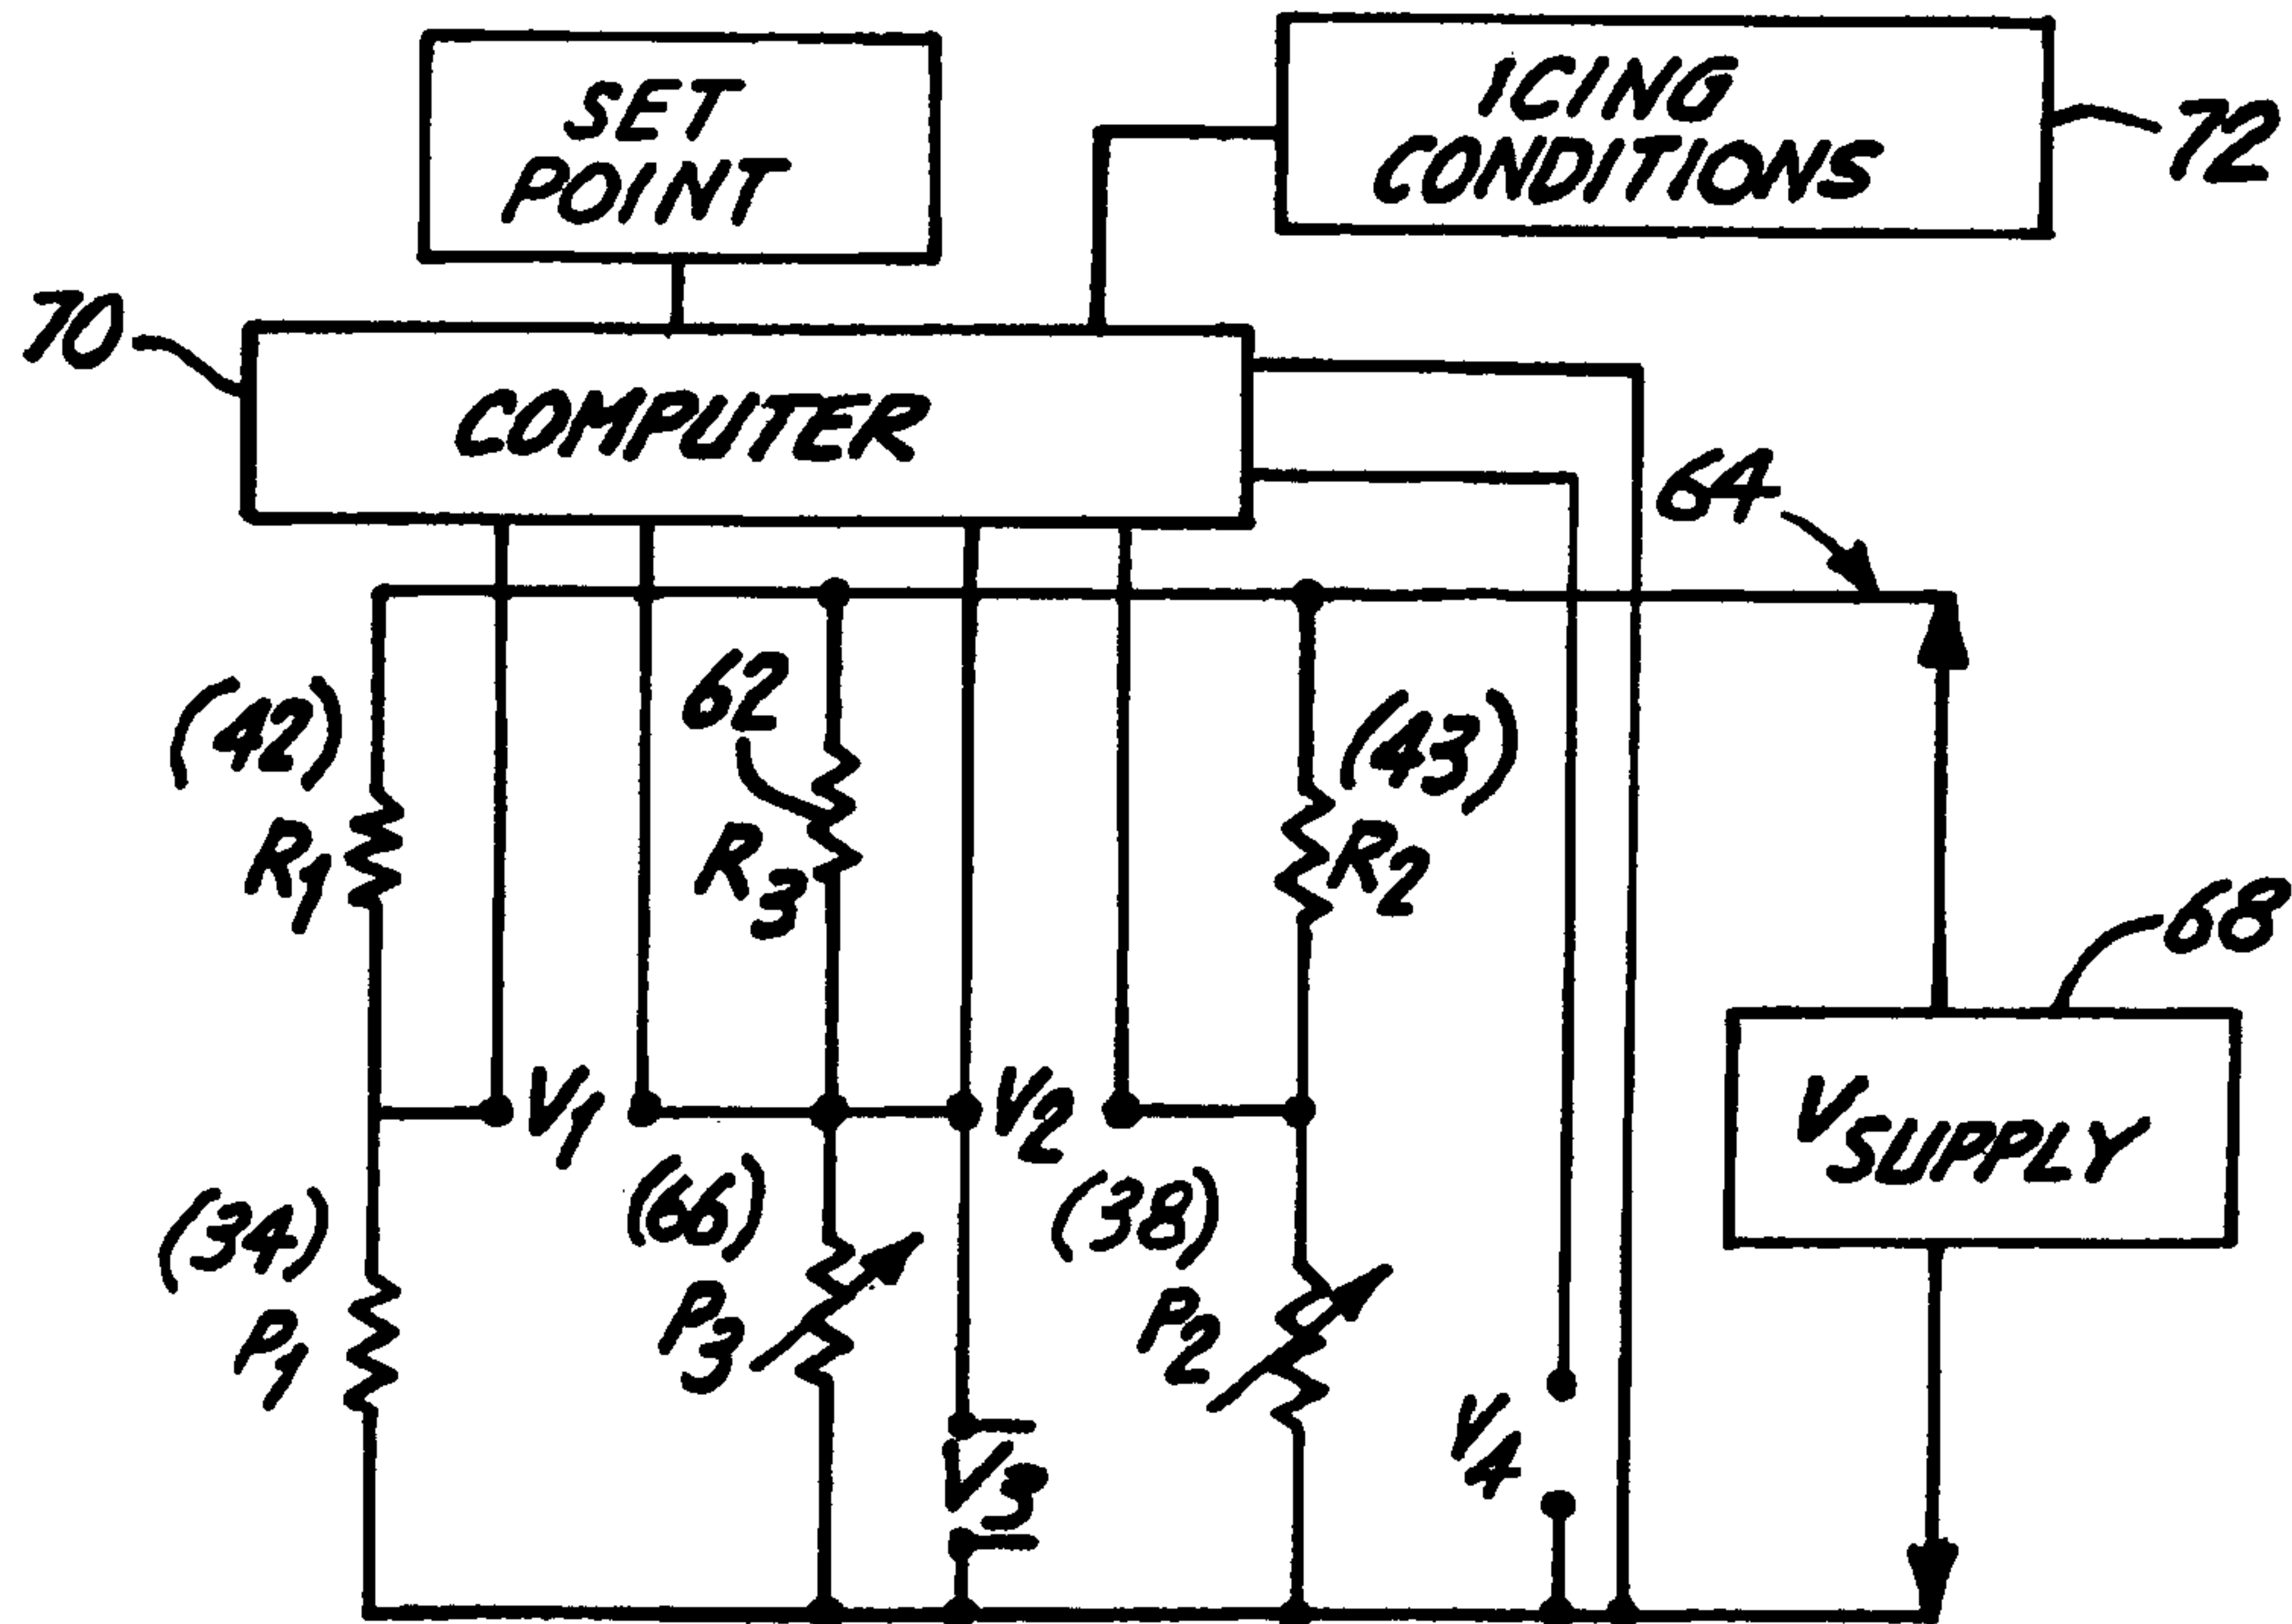 SET
POINT
ICING
CONDITIONS
72
70
COMPUTER
64
(42)
62
(43)
R1
R3
R2
68
V1
V2
VSUPPLY
(34)
(66)
(38)
P1
P3
P2
V3
V4